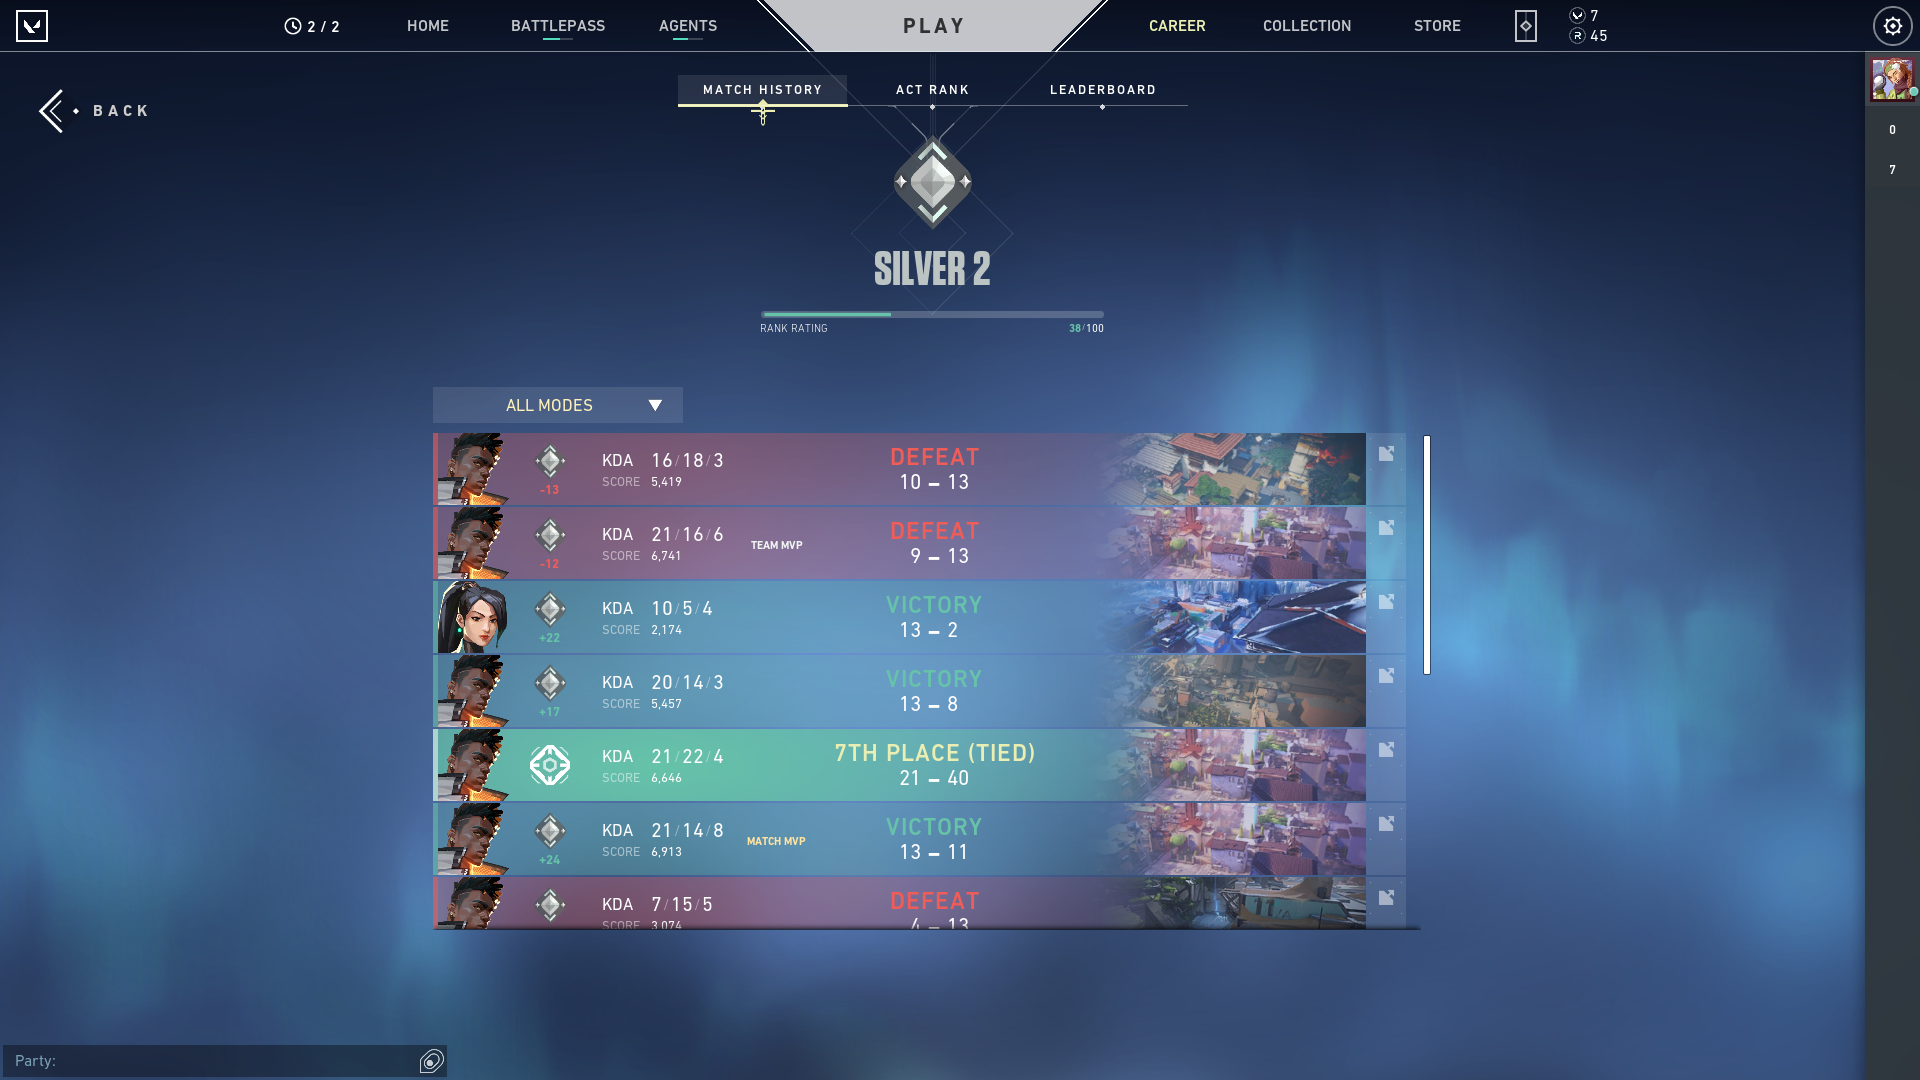 2 / 2
HOME
BATTLEPASS
AGENTS
PLAY
CAREER
COLLECTION
STORE
7
R 45
BACK
MATCH HISTORY
ACT RANK
LEADERBOARD
0
7
SILVER 2
RANK RATING
38/100
ALL MODES
KDA 16/18/3
DEFEAT
-13
SCORE 5,419
10 – 13
KDA 21/16/6
DEFEAT
TEAM MVP
-12
SCORE 6,741
9 – 13
KDA 10/5/4
VICTORY
+22
SCORE 2,174
13 – 2
KDA 20/14/3
VICTORY
+17
SCORE 5,457
13 – 8
KDA 21/22/4
7TH PLACE (TIED)
SCORE 6,646
21 – 40
KDA 21/14/8
VICTORY
MATCH MVP
+24
SCORE 6,913
13 – 11
KDA 7/15/5
DEFEAT
SCORE 3,074
4 – 13
Party: